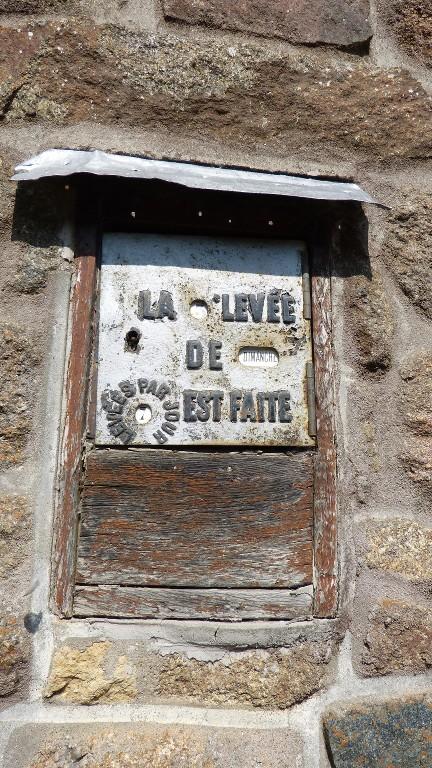 LA LEVÉE
DE DIMANCHE
LEVÉES PAR JOUR
EST FAITE